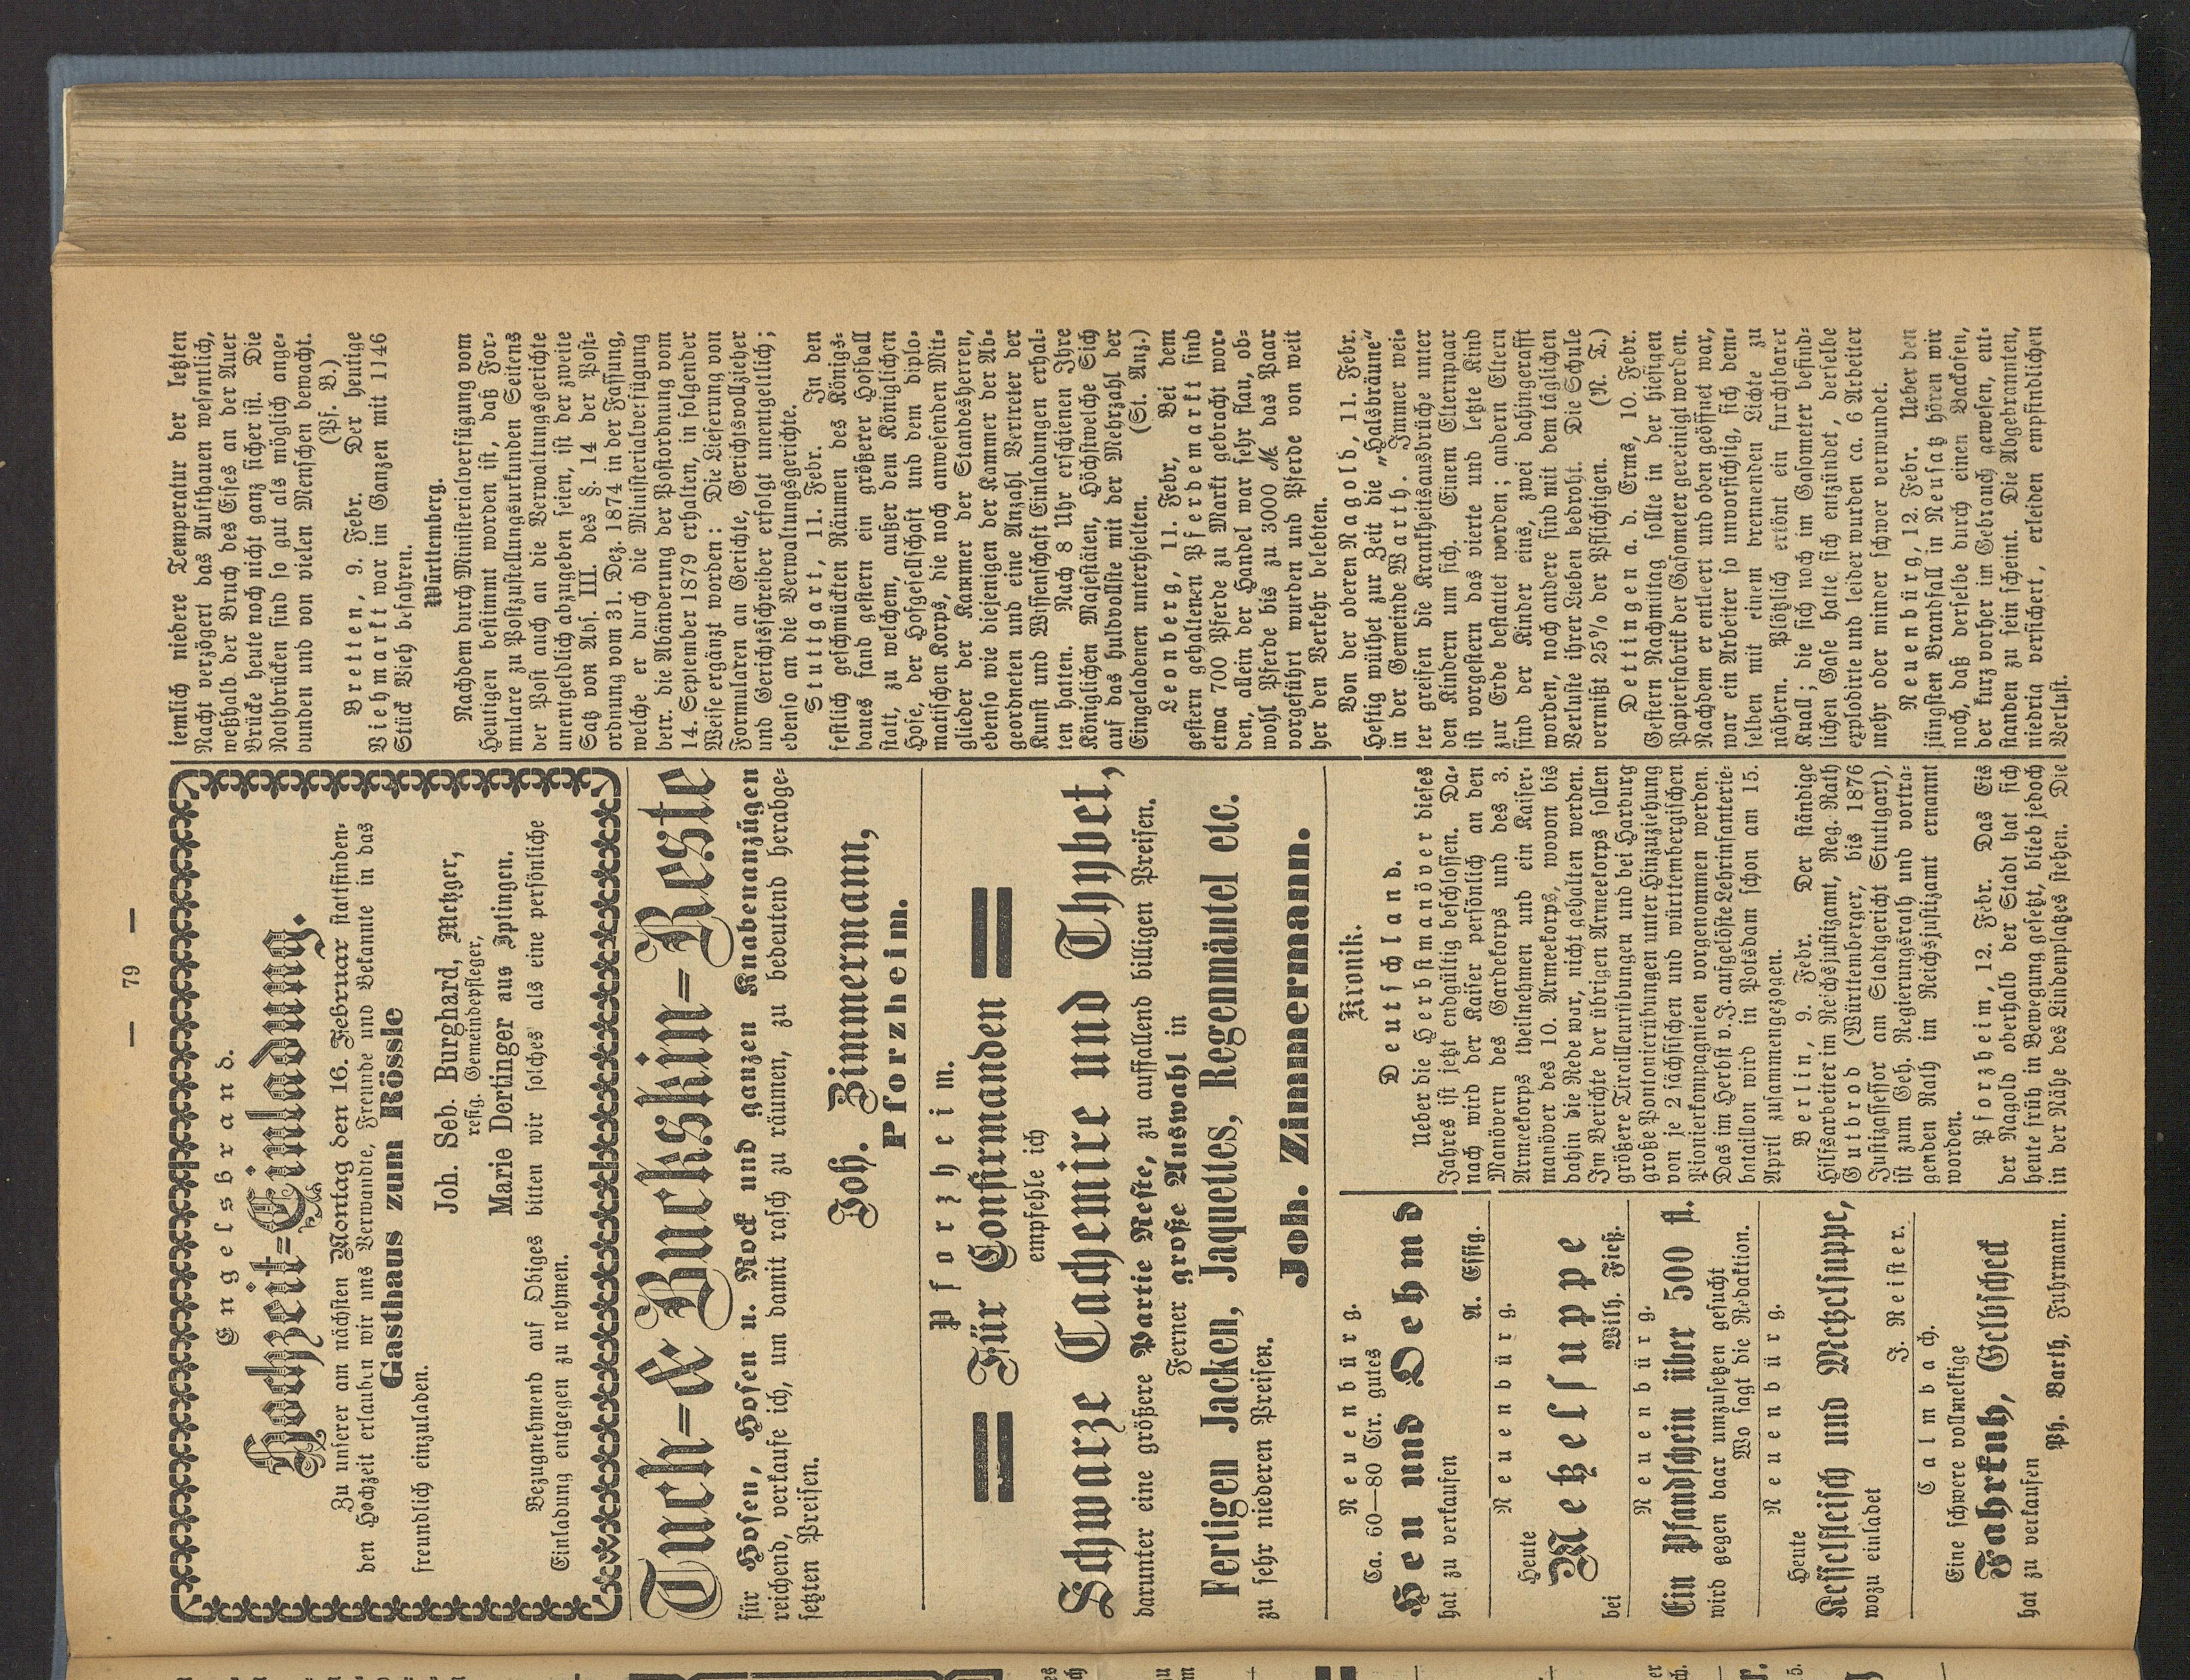 — 79 —
Engelsbrand.
Hochzeit=Einladung.
Zu unserer am nächsten Montag den 16. Februar stattfinden-
den Hochzeit erlauben wir uns Verwandte, Freunde und Bekannte in das
Gasthaus zum Rössle
freundlich einzuladen.
Joh. Seb. Burghard, Metzger,
resig. Gemeindepfleger,
Marie Dertinger aus Iptingen.
Bezugnehmend auf Obiges bitten wir solches als eine persönliche
Einladung entgegen zu nehmen.
Tuch=& Buckskin=Reste
für Hosen, Hosen u. Rock und ganzen Knabenanzügen
reichend, verkaufe ich, um damit rasch zu räumen, zu bedeutend herabge-
setzten Preisen.
Joh. Zimmermann,
Pforzheim.
Pforzheim.
Für Confirmanden
empfehle ich
Schwarze Cachemire und Thybet,
darunter eine größere Partie Reste, zu auffallend billigen Preisen.
Ferner große Auswahl in
Fertigen Jacken, Jaquettes, Regenmäntel etc.
zu sehr niederen Preisen.
Joh. Zimmermann.
Neuenbürg.
Ca. 60—80 Ctr. gutes
Heu und Oehmd
hat zu verkaufen
A. Essig.
Neuenbürg.
Heute
Metzelsuppe
bei
Wilh. Fieß.
Neuenbürg.
Ein Pfandschein über 500 fl.
wird gegen baar umzusetzen gesucht
Wo sagt die Redaktion.
Neuenbürg.
Heute
Kesselfleisch und Metzelsuppe,
wozu einladet
J. Reister.
Calmbach.
Eine schwere vollmelkige
Fahrkuh, Gelbscheck
hat zu verkaufen
Ph. Barth, Fuhrmann.
Kronik.
Deutschland.
Ueber die Herbstmanöver dieses
Jahres ist jetzt endgültig beschlossen. Da-
nach wird der Kaiser persönlich an den
Manövern des Gardekorps und des 3.
Armeekorps theilnehmen und ein Kaiser-
manöver des 10. Armeekorps, wovon bis
dahin die Rede war, nicht gehalten werden.
Im Berichte der übrigen Armeekorps sollen
größere Tirailleurübungen und bei Harburg
große Pontonierübungen unter Hinzuziehung
von je 2 sächsischen und württembergischen
Pionierkompagnieen vorgenommen werden.
Das im Herbst v. J. aufgelöste Lehrinfanterie-
bataillon wird in Potsdam schon am 15.
April zusammengezogen.
Berlin, 9. Febr. Der ständige
Hilfsarbeiter im Reichsjustizamt, Reg. Rath
Gutbrod (Württemberger, bis 1876
Justizassessor am Stadtgericht Stuttgart),
ist zum Geh. Regierungsrath und vortra-
genden Rath im Reichsjustizamt ernannt
worden.
Pforzheim, 12. Febr. Das Eis
der Nagold oberhalb der Stadt hat sich
heute früh in Bewegung gesetzt, blieb jedoch
in der Nähe des Lindenplatzes stehen. Die
iemlich niedere Temperatur der letzten
Nacht verzögert das Aufthauen wesentlich,
weßhalb der Bruch des Eises an der Auer
Brücke heute noch nicht ganz sicher ist. Die
Nothbrücken sind so gut als möglich ange-
bunden und von vielen Menschen bewacht.
(Pf. B.)
Bretten, 9. Febr. Der heutige
Viehmarkt war im Ganzen mit 1146
Stück Vieh befahren.
Württemberg.
Nachdem durch Ministerialverfügung vom
Heutigen bestimmt worden ist, daß For-
mulare zu Postzustellungsurkunden Seitens
der Post auch an die Verwaltungsgerichte
unentgeldlich abzugeben seien, ist der zweite
Satz von Abs. III. des §. 14 der Post-
ordnung vom 31. Dez. 1874 in der Fassung,
welche er durch die Ministerialverfügung
betr. die Abänderung der Postordnung vom
14. September 1879 erhalten, in folgender
Weise ergänzt worden: Die Lieferung von
Formularen an Gerichte, Gerichtsvollzieher
und Gerichtsschreiber erfolgt unentgeltlich;
ebenso an die Verwaltungsgerichte.
Stuttgart, 11. Febr. In den
festlich geschmückten Räumen des Königs-
baues fand gestern ein größerer Hofball
statt, zu welchem, außer dem Königlichen
Hofe, der Hofgesellschaft und dem diplo-
matischen Korps, die noch anwesenden Mit-
glieder der Kammer der Standesherren,
ebenso wie diejenigen der Kammer der Ab-
geordneten und eine Anzahl Vertreter der
Kunst und Wissenschaft Einladungen erhal-
ten hatten. Nach 8 Uhr erschienen Ihre
Königlichen Majestäten, Höchstwelche Sich
auf das huldvollste mit der Mehrzahl der
Eingeladenen unterhielten. (St. Anz.)
Leonberg, 11. Febr, Bei dem
gestern gehaltenen Pferdemarkt sind
etwa 700 Pferde zu Markt gebracht wor-
den, allein der Handel war sehr flau, ob-
wohl Pferde bis zu 3000 M. das Paar
vorgeführt wurden und Pferde von weit
her den Verkehr belebten.
Von der oberen Nagold, 11. Febr.
Heftig wüthet zur Zeit die „Halsbräune“
in der Gemeinde Warth. Immer wei-
ter greifen die Krankheitsausbrüche unter
den Kindern um sich. Einem Elternpaar
ist vorgestern das vierte und letzte Kind
zur Erde bestattet worden; andern Eltern
sind der Kinder eins, zwei dahingerafft
worden, noch andere sind mit dem täglichen
Verluste ihrer Lieben bedroht. Die Schule
vermißt 25% der Pflichtigen. (N. T.)
Dettingen a. d. Erms, 10. Febr.
Gestern Nachmittag sollte in der hiesigen
Papierfabrik der Gasometer gereinigt werden.
Nachdem er entleert und oben geöffnet war,
war ein Arbeiter so unvorsichtig, sich dem-
selben mit einem brennenden Lichte zu
nähern. Plötzlich ertönt ein furchtbarer
Knall; die sich noch im Gasometer befind-
lichen Gase hatte sich entzündet, derselbe
explodirte und leider wurden ca. 6 Arbeiter
mehr oder minder schwer verwundet.
Neuenbürg, 12. Febr. Ueber den
jüngsten Brandfall in Neusatz hören wir
noch, daß derselbe durch einen Backofen,
der kurz vorher im Gebrauch gewesen, ent-
standen zu sein scheint. Die Abgebrannten,
niedrig versichert, erleiden empfindlichen
Verlust.